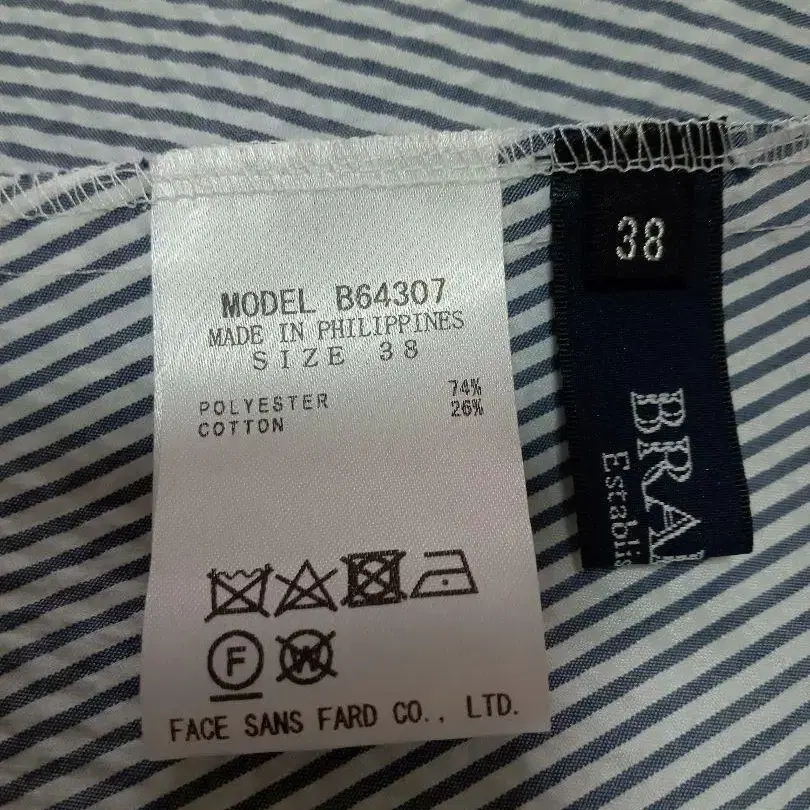 MODEL B64307
MADE IN PHILIPPINES
SIZE 38
POLYESTER 74%
COTTON 26%
F
W
FACE SANS FARD CO., LTD.
38